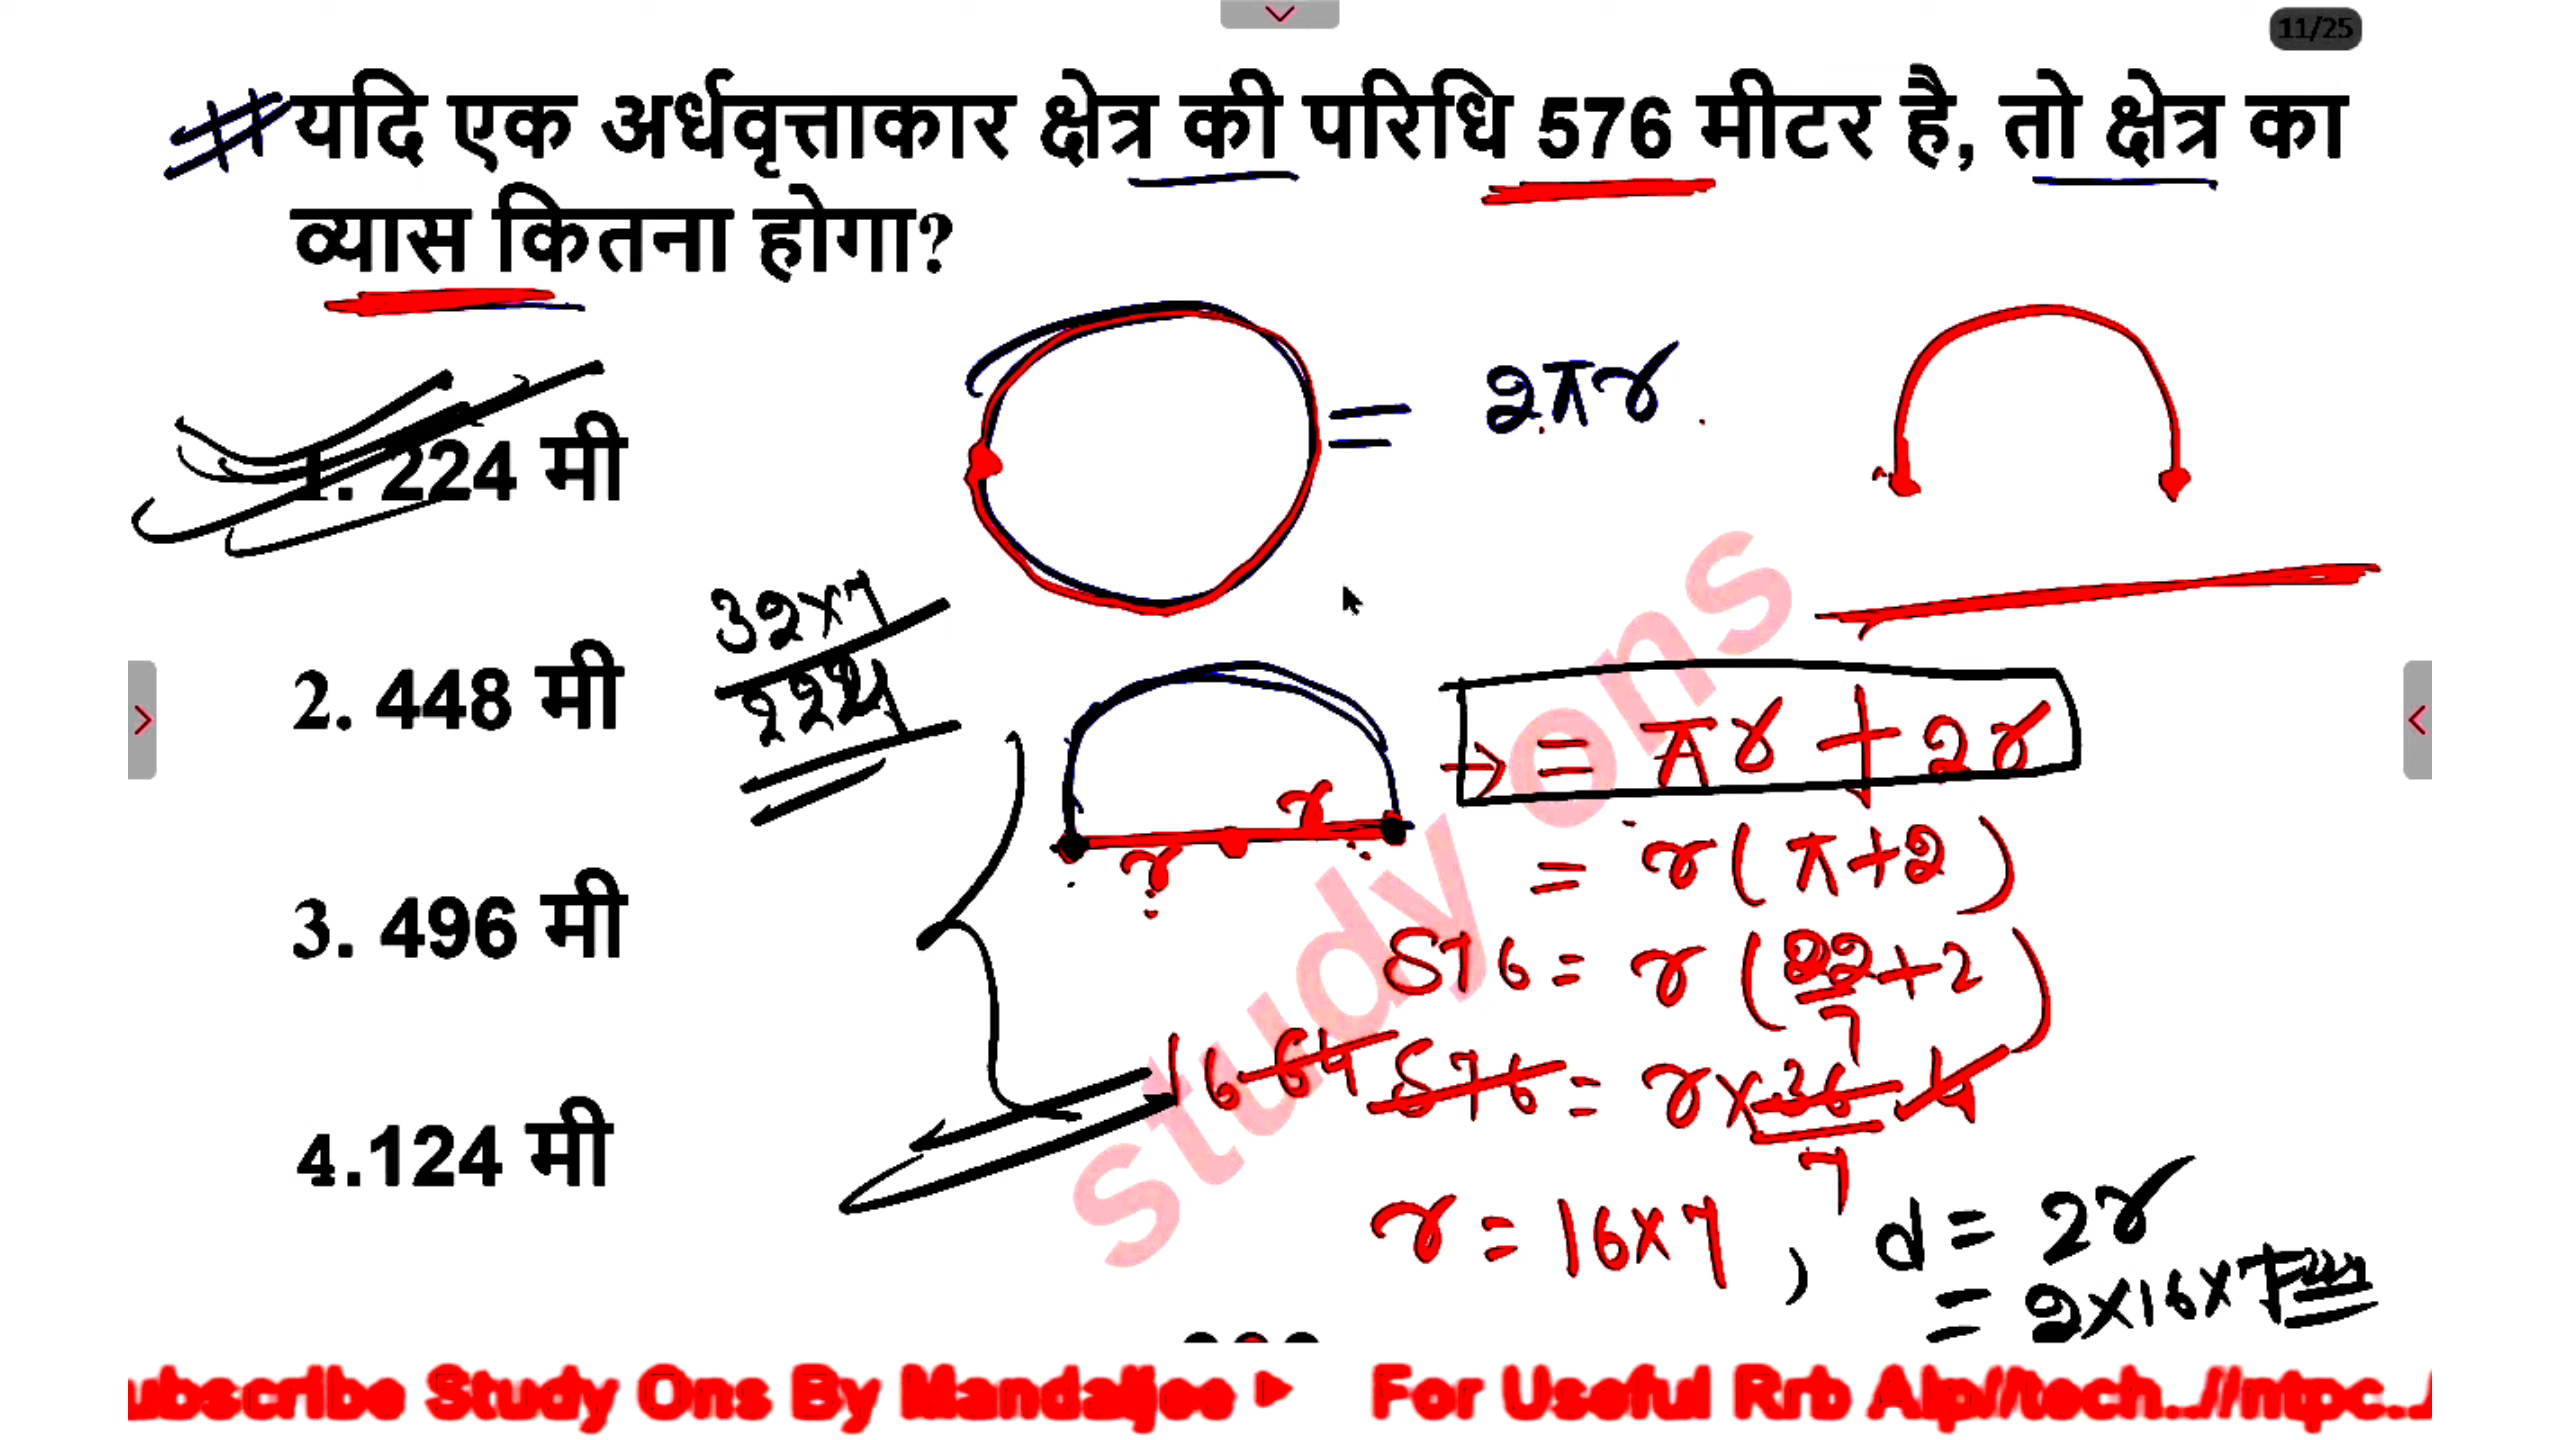 11/25
# यदि एक अर्धवृत्ताकार क्षेत्र की परिधि 576 मीटर है, तो क्षेत्र का
व्यास कितना होगा?
= 2πr
1. 224 मी
32×7
224
2. 448 मी
→ = πr + 2r
r r
= r(π+2)
3. 496 मी
576 = r(22/7+2)
16 64 576 = r×36/7 4
4.124 मी
r = 16×7, d = 2r
= 2×16×7
study ons
ubscribe Study Ons By Mandaljee ▶ For Useful Rrb Alp//tech..//ntpc../